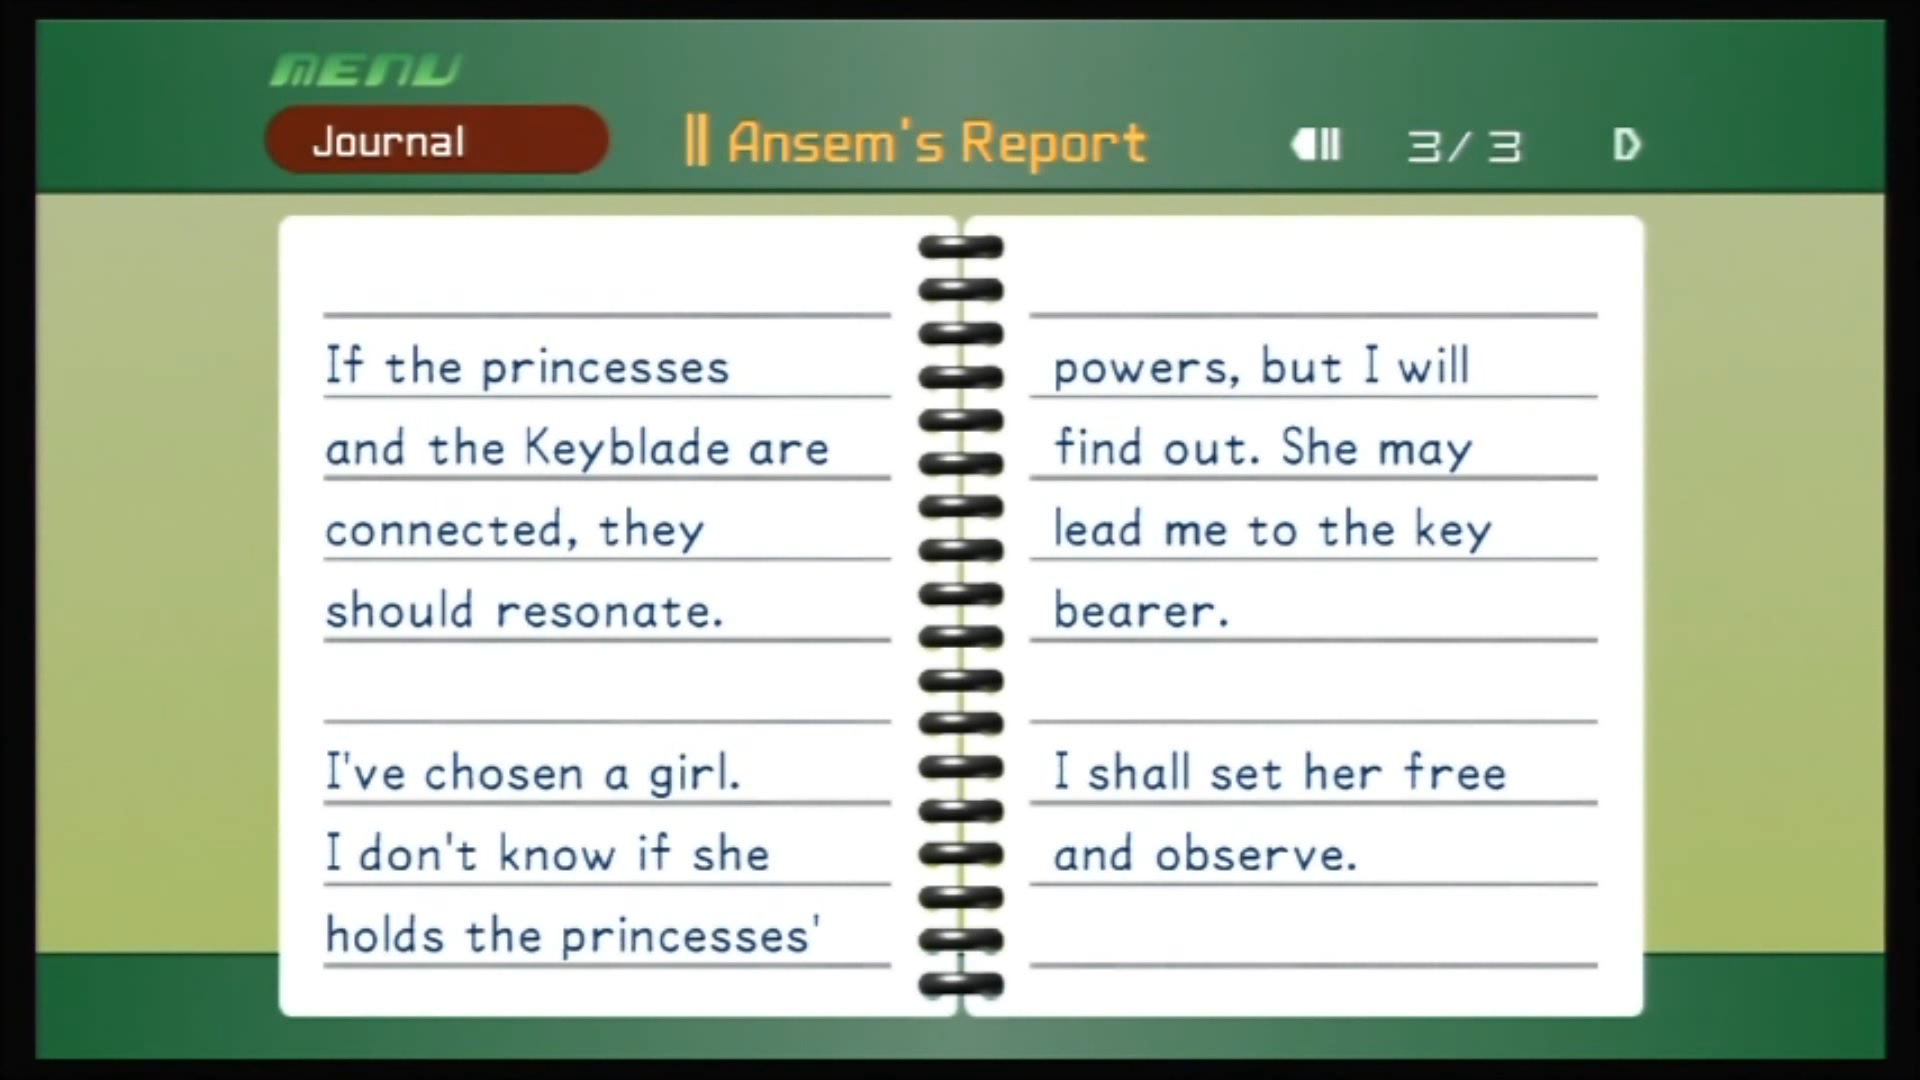 MENU
Journal
Ansem's Report
3/3
If the princesses
and the Keyblade are
connected, they
should resonate.
I've chosen a girl.
I don't know if she
holds the princesses'
powers, but I will
find out. She may
lead me to the key
bearer.
I shall set her free
and observe.